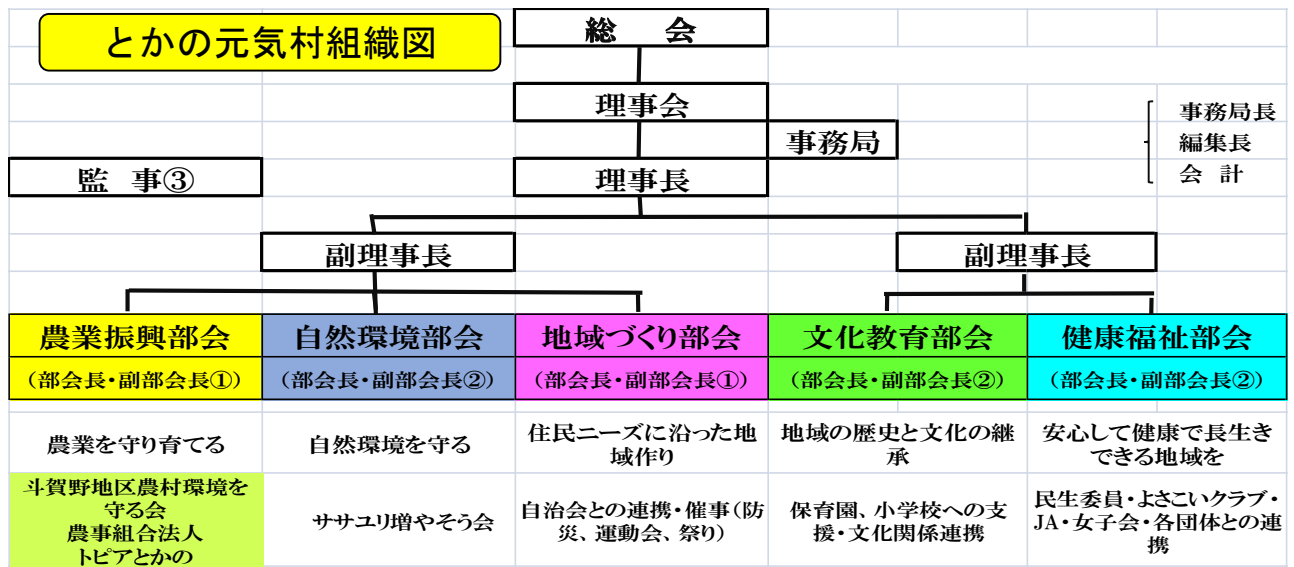 とかの元気村組織図
総　会
理事会
事務局
事務局長
編集長
会 計
監 事③
理事長
副理事長
副理事長
農業振興部会
自然環境部会
地域づくり部会
文化教育部会
健康福祉部会
(部会長・副部会長①)
(部会長・副部会長②)
(部会長・副部会長①)
(部会長・副部会長②)
(部会長・副部会長②)
農業を守り育てる
自然環境を守る
住民ニーズに沿った地
域作り
地域の歴史と文化の継
承
安心して健康で長生き
できる地域を
斗賀野地区農村環境を
守る会
農事組合法人
トピアとかの
ササユリ増やそう会
自治会との連携・催事(防
災、運動会、祭り)
保育園、小学校への支
援・文化関係連携
民生委員・よさこいクラブ・
JA・女子会・各団体との連
携